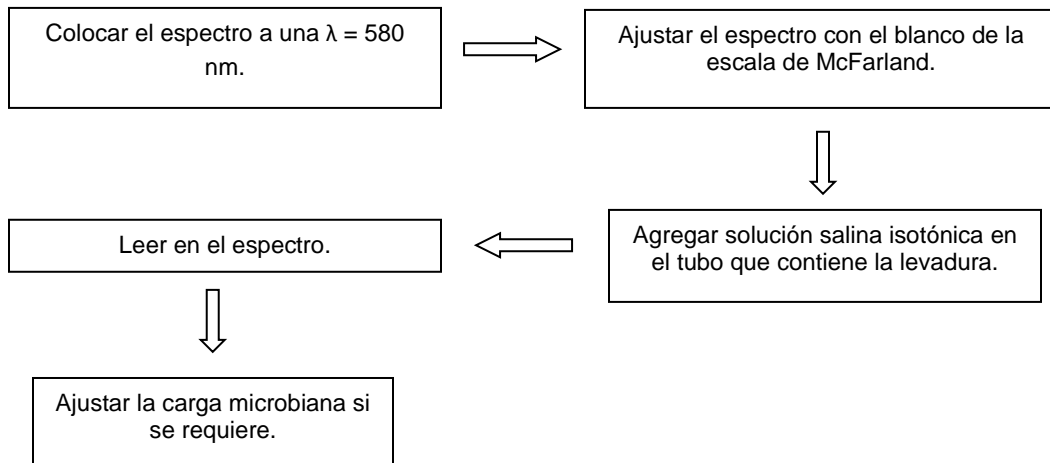 Colocar el espectro a una λ = 580
nm.
Ajustar el espectro con el blanco de la
escala de McFarland.
Agregar solución salina isotónica en
el tubo que contiene la levadura.
Leer en el espectro.
Ajustar la carga microbiana si
se requiere.